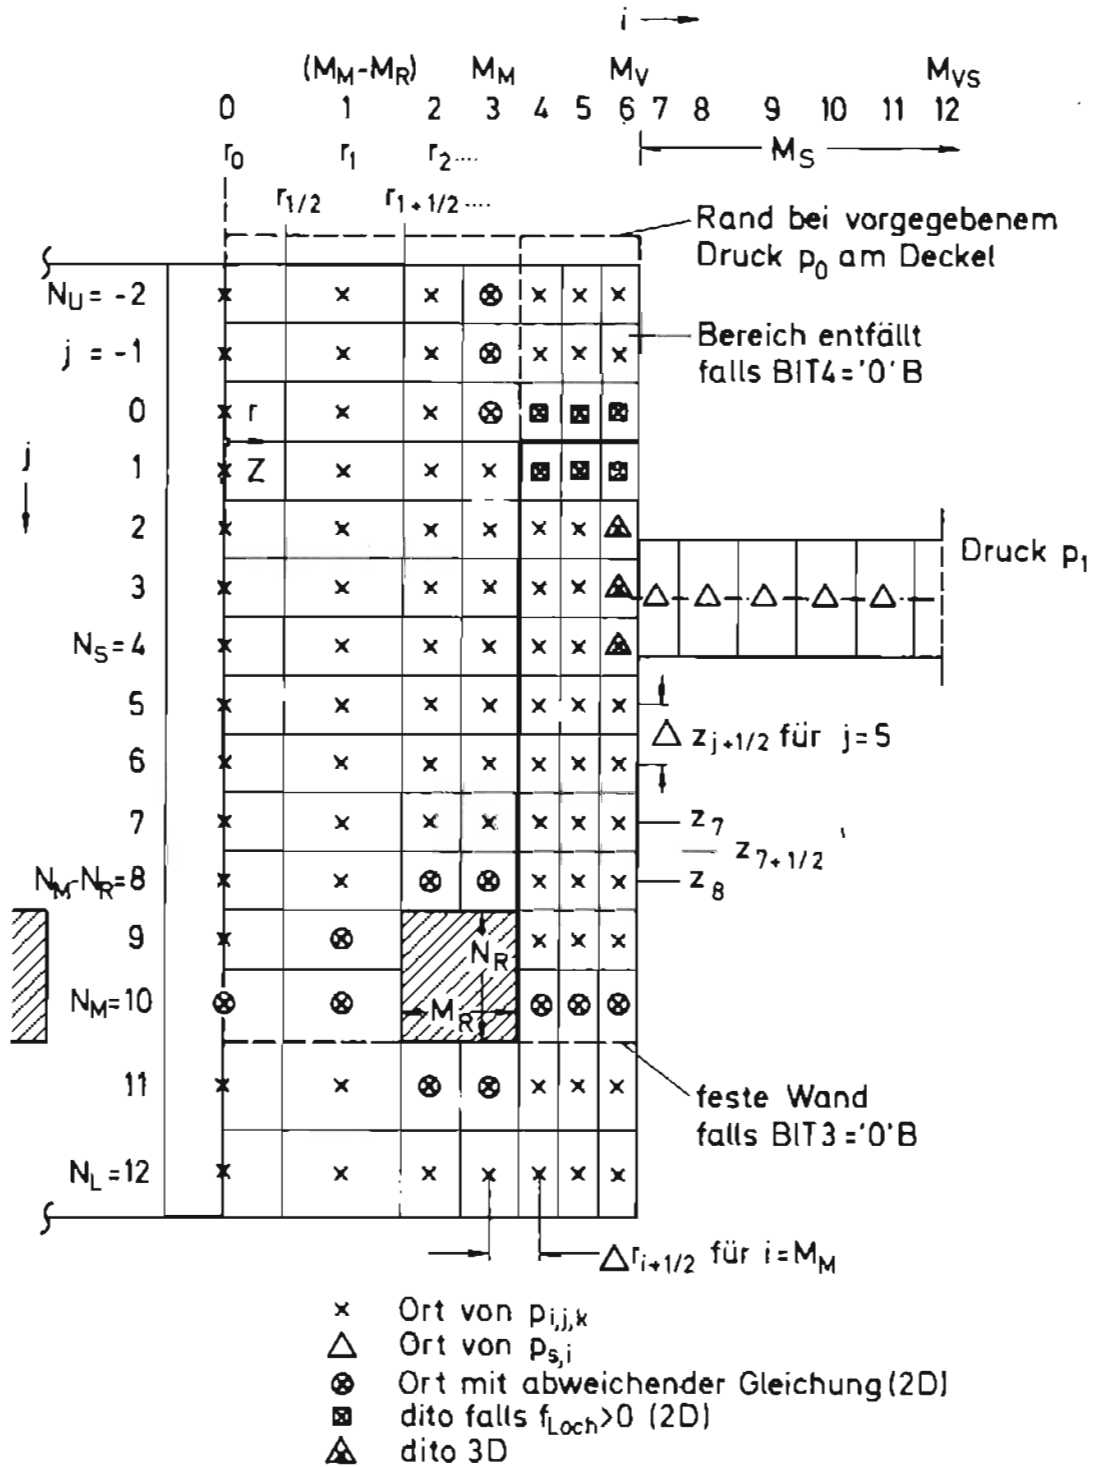 i
(M_M-M_R) M_M M_V M_VS
0 1 2 3 4 5 6 7 8 9 10 11 12
r_0 r_1 r_2.... M_S
r_1/2 r_1+1/2....
Rand bei vorgegebenem
Druck p_0 am Deckel
N_U = -2
j = -1
Bereich entfällt
falls BIT4='0'B
0 r
j
1 Z
2
Druck p_1
3
N_S=4
5
Δ z_j+1/2 für j=5
6
7 z_7
z_7+1/2
N_M-N_R=8 z_8
9 N_R
N_M=10 M_R
11
feste Wand
falls BIT3='0'B
N_L=12
Δr_i+1/2 für i=M_M
× Ort von p_i,j,k
△ Ort von p_s,i
⊗ Ort mit abweichender Gleichung (2D)
⊠ dito falls f_Loch>0 (2D)
dito 3D